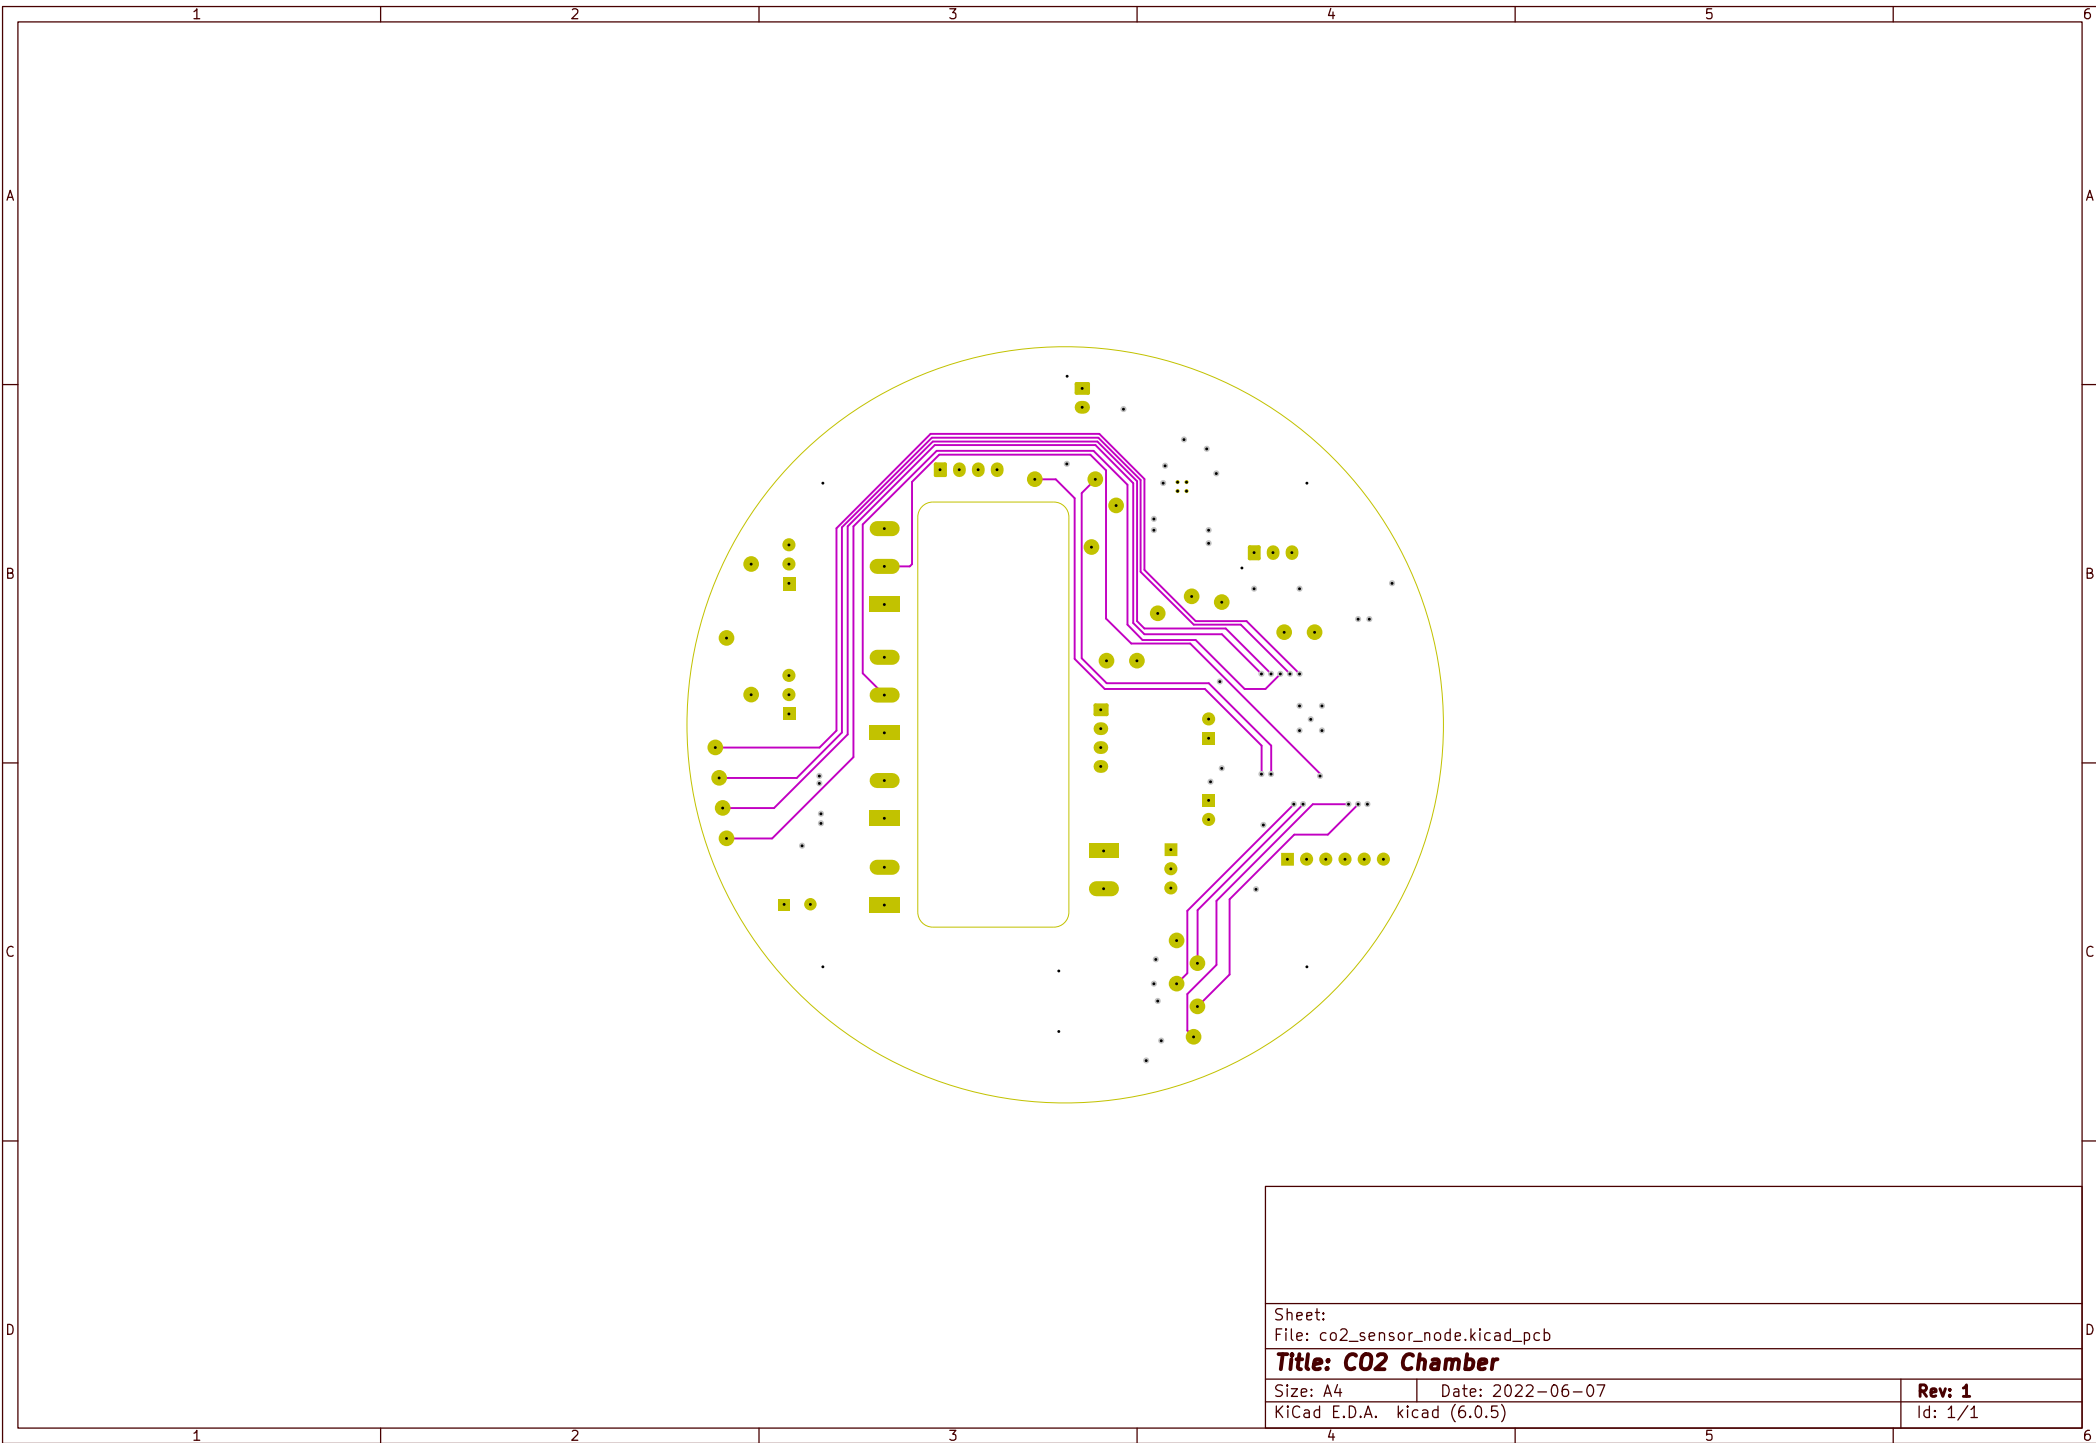 1 2 3 4 5 6
A A
B B
C C
Sheet:
File: co2_sensor_node.kicad_pcb
D D
Title: CO2 Chamber
Size: A4 Date: 2022-06-07 Rev: 1
KiCad E.D.A. kicad (6.0.5) Id: 1/1
1 2 3 4 5 6